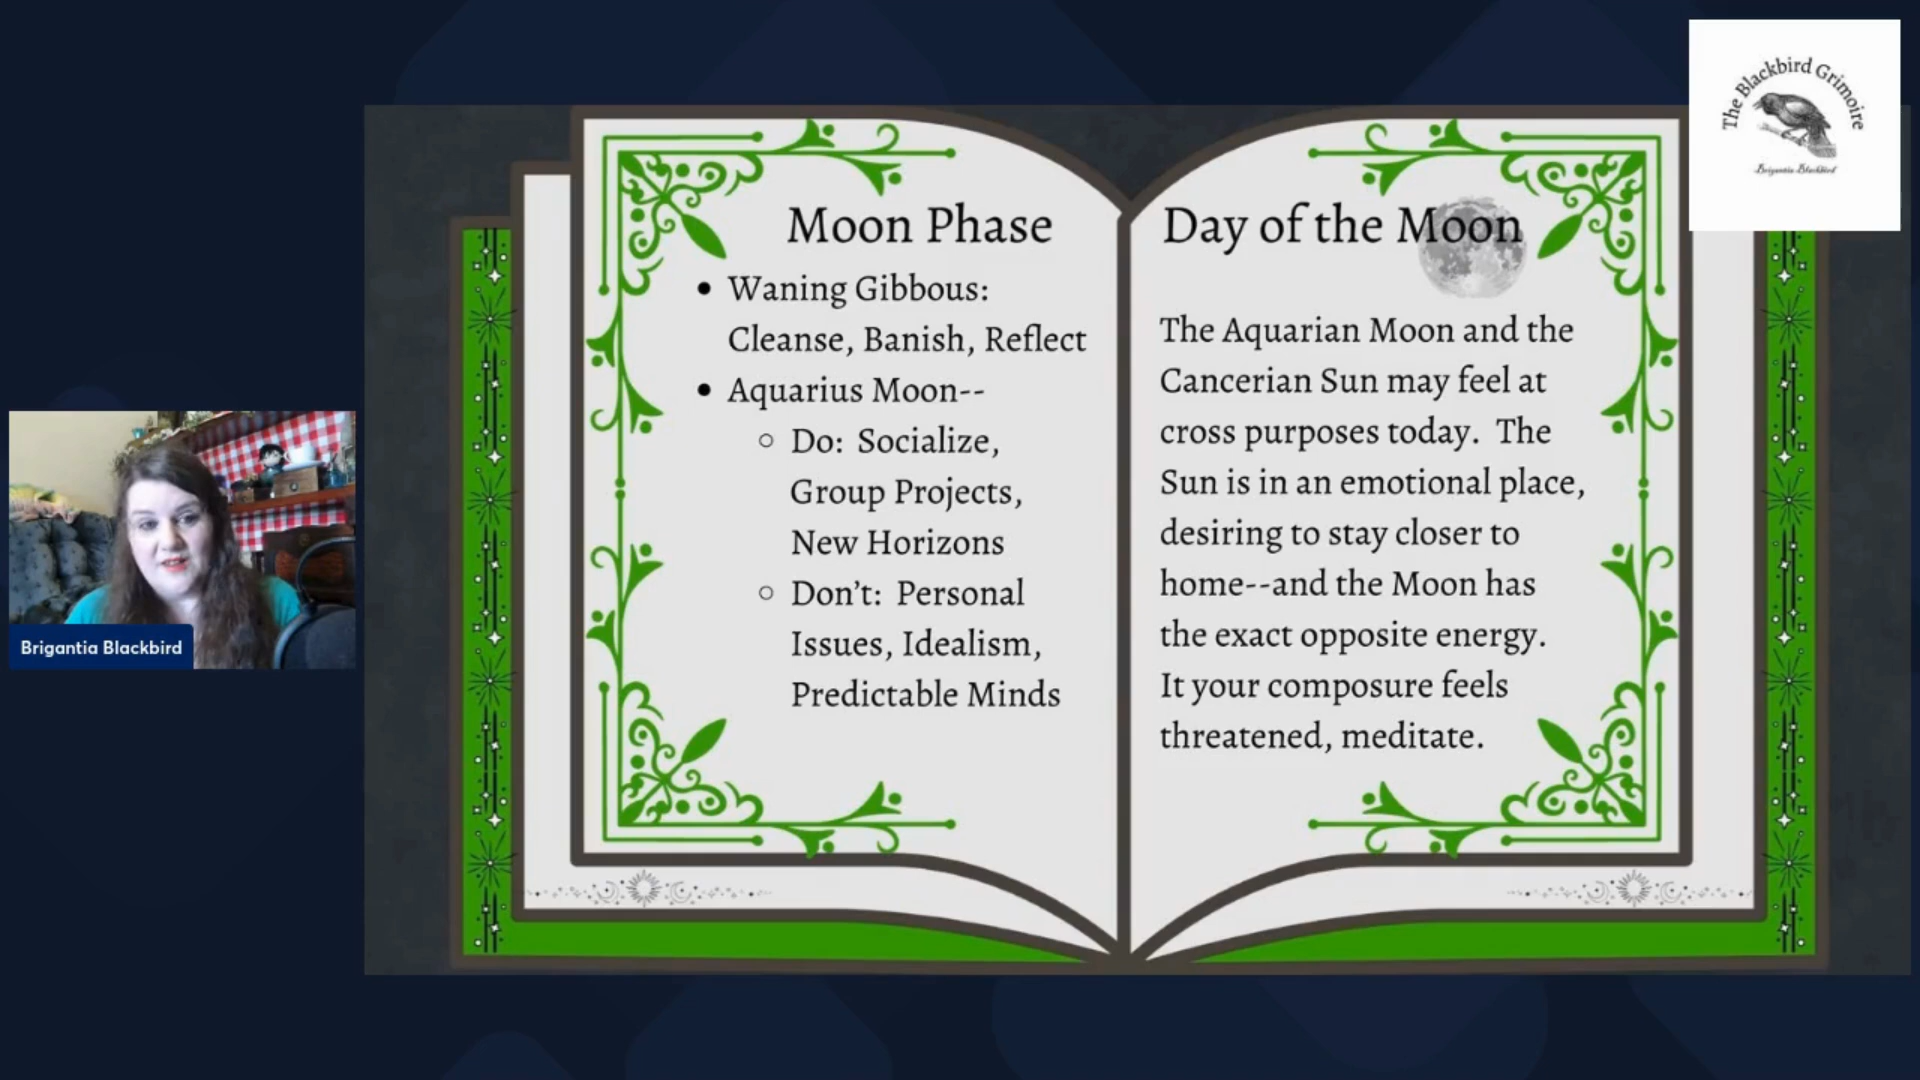 The Blackbird Grimoire
Brigantia Blackbird
Moon Phase
• Waning Gibbous:
Cleanse, Banish, Reflect
• Aquarius Moon--
○ Do:  Socialize,
Group Projects,
New Horizons
○ Don't:  Personal
Issues, Idealism,
Predictable Minds
Day of the Moon
The Aquarian Moon and the
Cancerian Sun may feel at
cross purposes today.  The
Sun is in an emotional place,
desiring to stay closer to
home--and the Moon has
the exact opposite energy.
It your composure feels
threatened, meditate.
Brigantia Blackbird